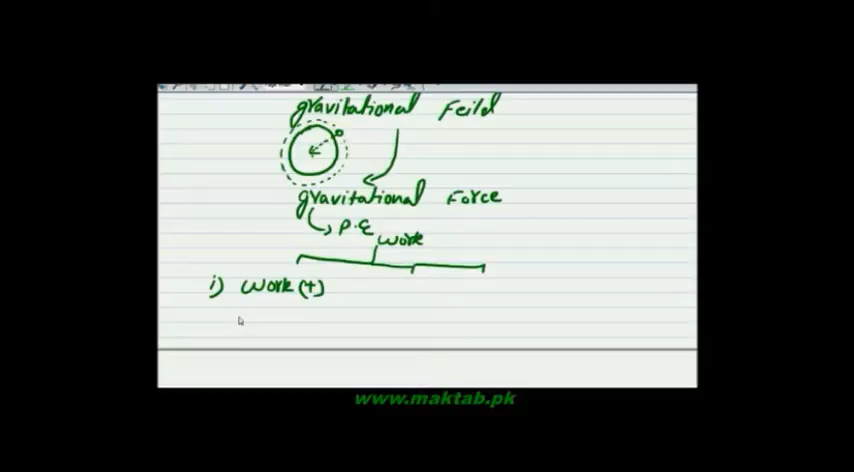 gravitational Feild
gravitational Force
P.E
work
i) work (+)
www.maktab.pk